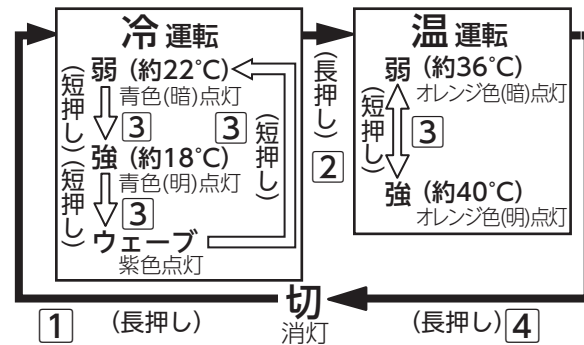 冷 運転
弱 (約22℃)
青色(暗)点灯
(短押し)
3
強 (約18℃)
青色(明)点灯
(短押し)
3
ウェーブ
紫色点灯
3
(短押し)
(長押し)
2
温 運転
弱 (約36℃)
オレンジ色(暗)点灯
(短押し)
3
強 (約40℃)
オレンジ色(明)点灯
1 (長押し)
切
消灯
(長押し) 4